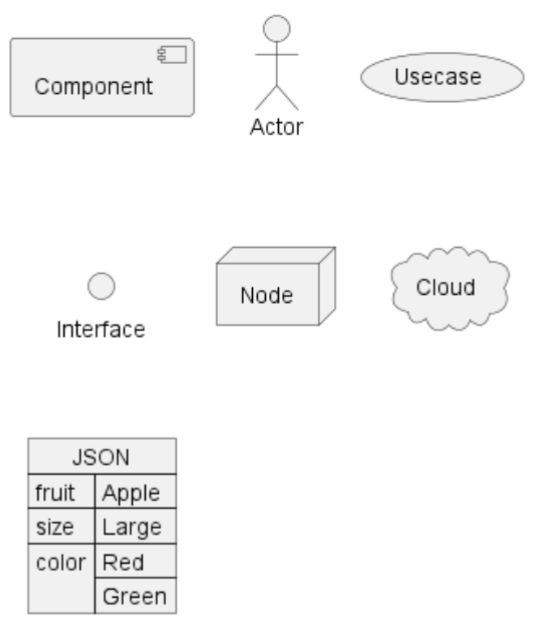 Component
Actor
Usecase
Interface
Node
Cloud
JSON
fruit Apple
size Large
color Red
Green